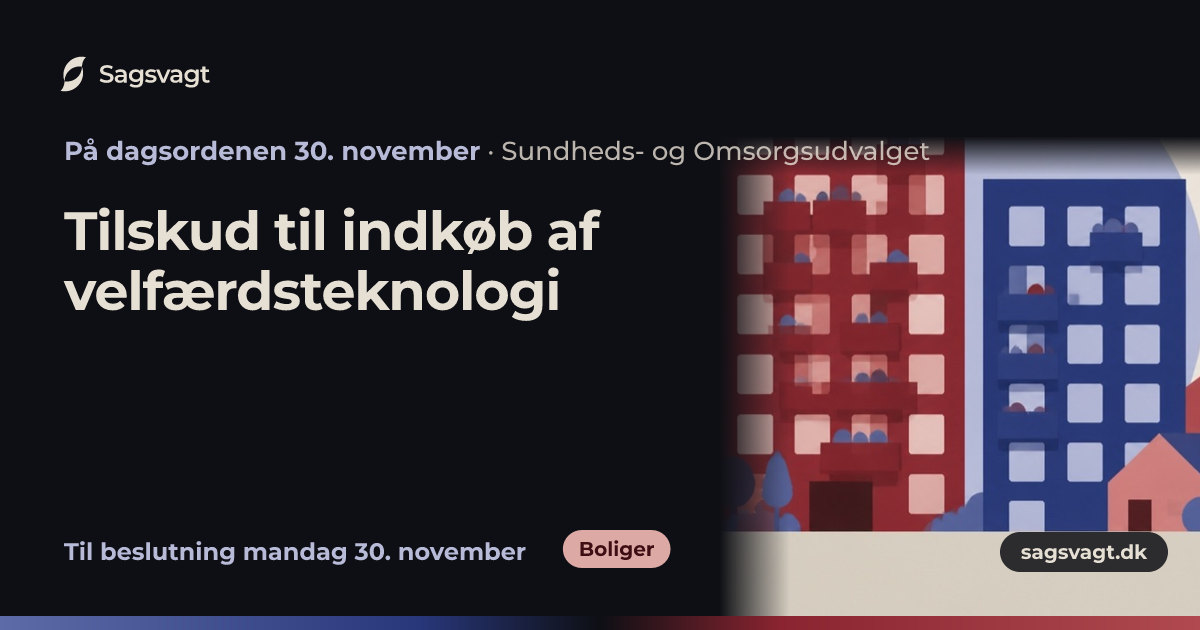 Sagsvagt
På dagsordenen 30. november · Sundheds- og Omsorgsudvalget
Tilskud til indkøb af
velfærdsteknologi
Til beslutning mandag 30. november
Boliger
sagsvagt.dk